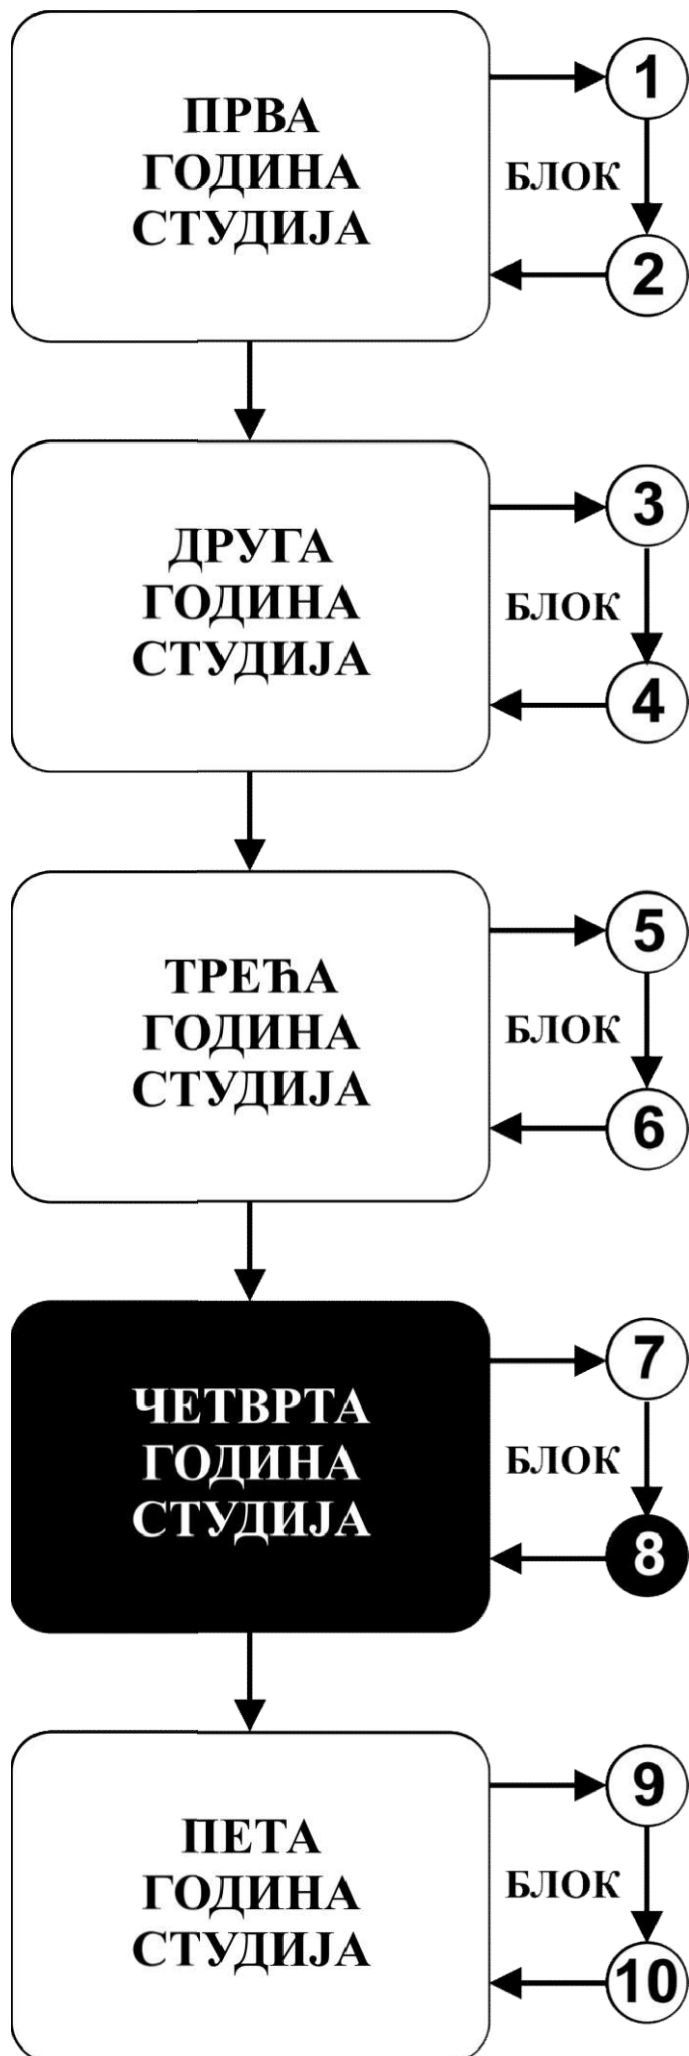 ПРВА
ГОДИНА
СТУДИЈА
1
БЛОК
2
ДРУГА
ГОДИНА
СТУДИЈА
3
БЛОК
4
ТРЕЋА
ГОДИНА
СТУДИЈА
5
БЛОК
6
ЧЕТВРТА
ГОДИНА
СТУДИЈА
7
БЛОК
8
ПЕТА
ГОДИНА
СТУДИЈА
9
БЛОК
10